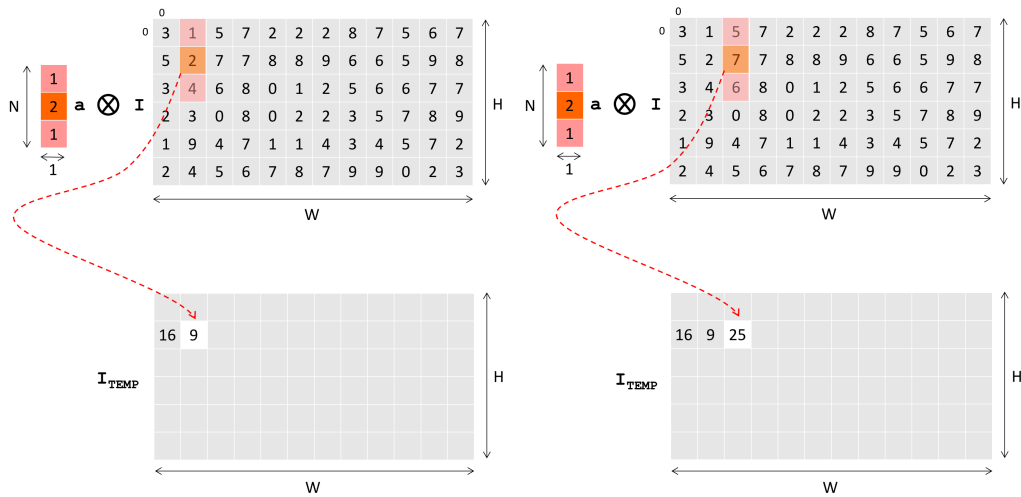 0
0 3 1 5 7 2 2 2 8 7 5 6 7
5 2 7 7 8 8 9 6 6 5 9 8
3 4 6 8 0 1 2 5 6 6 7 7
2 3 0 8 0 2 2 3 5 7 8 9
1 9 4 7 1 1 4 3 4 5 7 2
2 4 5 6 7 8 7 9 9 0 2 3
N
1
2
1
a ⊗ I
1
H
W
16 9
I TEMP
H
W
0
0 3 1 5 7 2 2 2 8 7 5 6 7
5 2 7 7 8 8 9 6 6 5 9 8
3 4 6 8 0 1 2 5 6 6 7 7
2 3 0 8 0 2 2 3 5 7 8 9
1 9 4 7 1 1 4 3 4 5 7 2
2 4 5 6 7 8 7 9 9 0 2 3
N
1
2
1
a ⊗ I
1
H
W
16 9 25
I TEMP
H
W